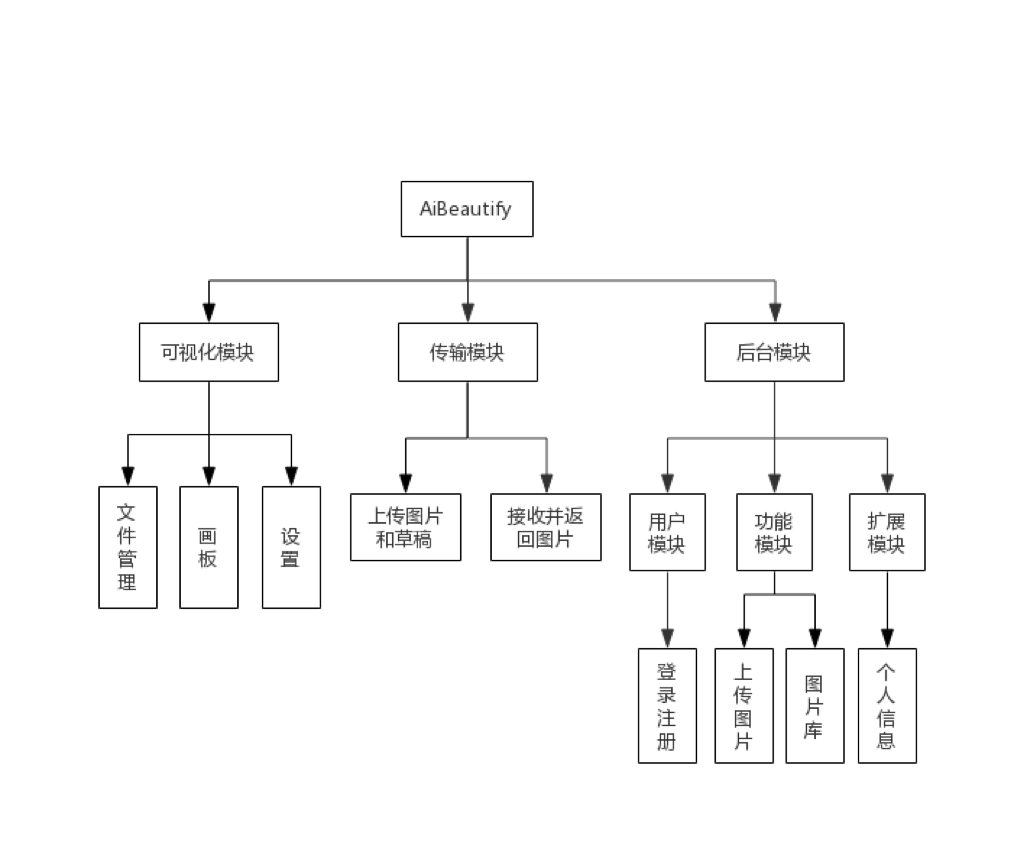 AiBeautify
可视化模块
传输模块
后台模块
文件管理
画板
设置
上传图片
和草稿
接收并返
回图片
用户
模块
功能
模块
扩展
模块
登录注册
上传图片
图片库
个人信息